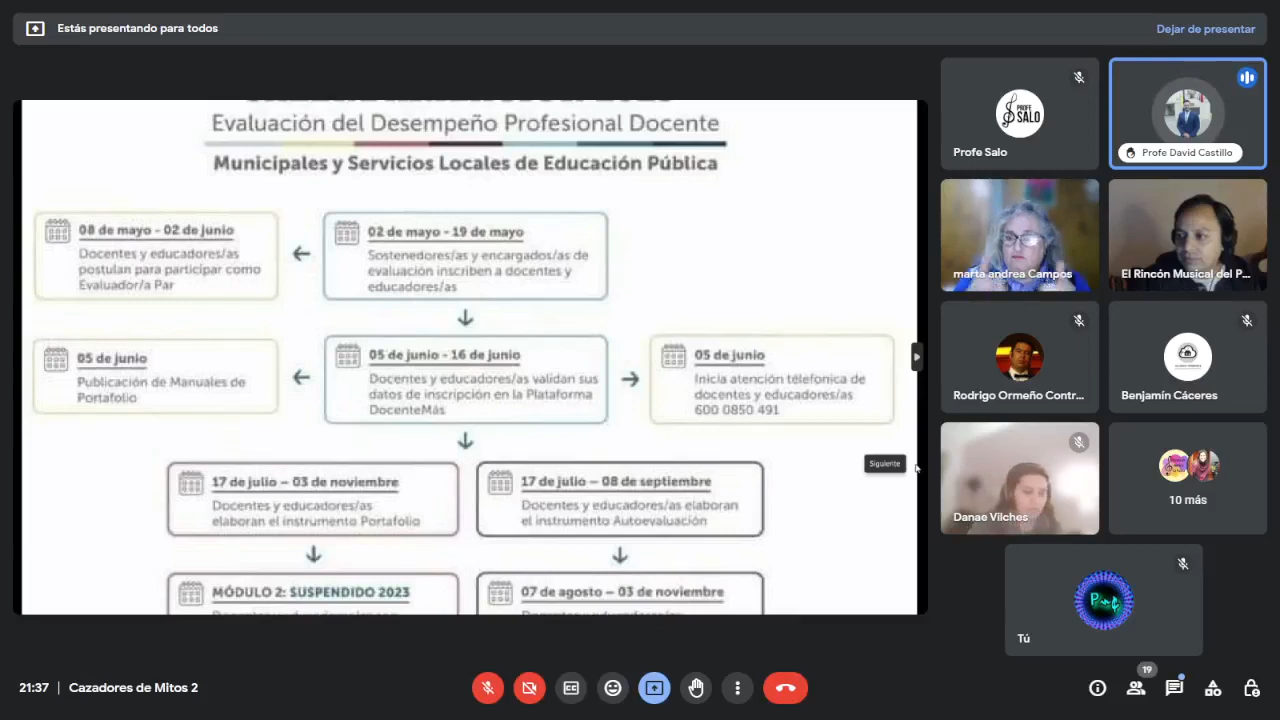 Estás presentando para todos
Dejar de presentar
Evaluación del Desempeño Profesional Docente
Municipales y Servicios Locales de Educación Pública
08 de mayo - 02 de junio
Docentes y educadores/as
postulan para participar como
Evaluador/a Par
02 de mayo - 19 de mayo
Sostenedores/as y encargados/as de
evaluación inscriben a docentes y
educadores/as
05 de junio
Publicación de Manuales de
Portafolio
05 de junio - 16 de junio
Docentes y educadores/as validan sus
datos de inscripción en la Plataforma
DocenteMás
05 de junio
Inicia atención télefonica de
docentes y educadores/as
600 0850 491
17 de julio – 03 de noviembre
Docentes y educadores/as
elaboran el instrumento Portafolio
17 de julio – 08 de septiembre
Docentes y educadores/as elaboran
el instrumento Autoevaluación
MÓDULO 2: SUSPENDIDO 2023
07 de agosto – 03 de noviembre
Siguiente
PROFE
SALO
Profe Salo
Profe David Castillo
marta andrea Campos
El Rincón Musical del P...
Rodrigo Ormeño Contr...
Benjamín Cáceres
Danae Vilches
10 más
Tú
21:37 | Cazadores de Mitos 2
19